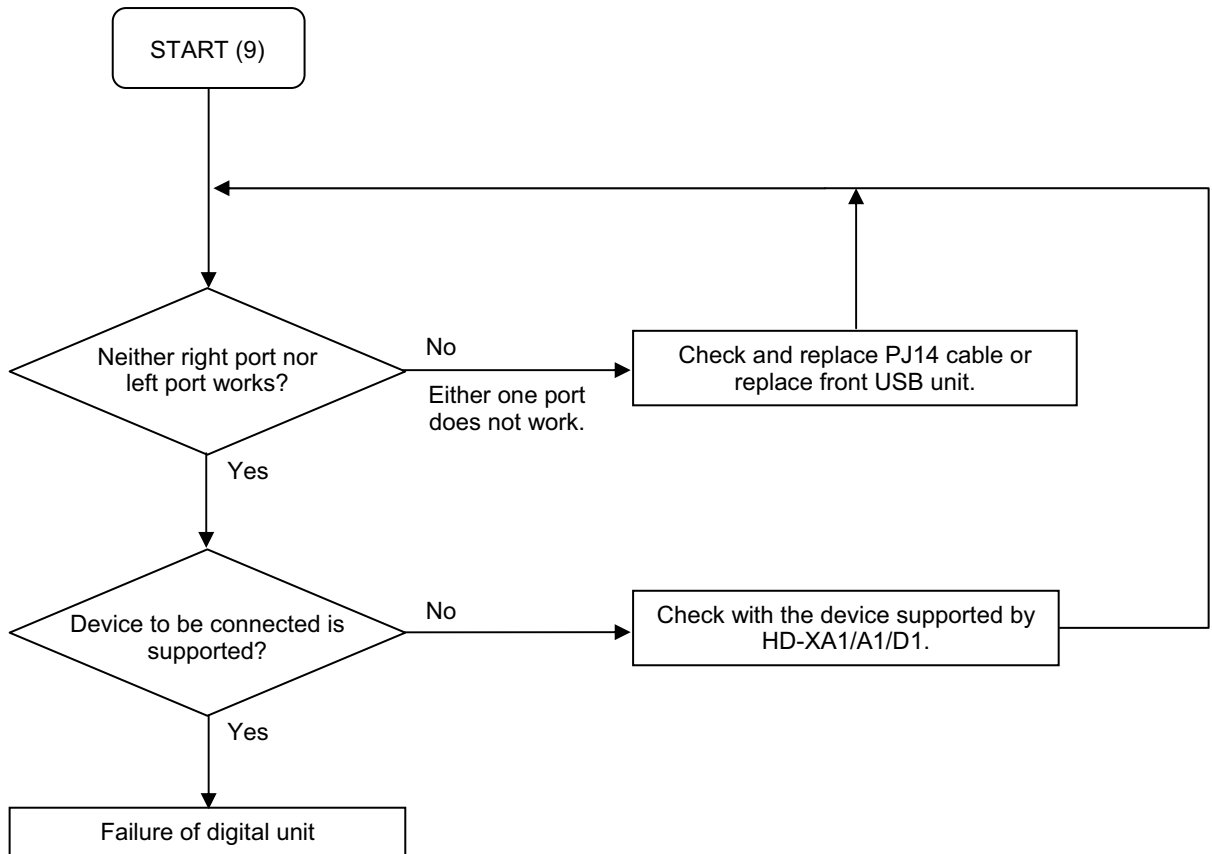 START (9)
Neither right port nor
left port works?
No
Either one port
does not work.
Check and replace PJ14 cable or
replace front USB unit.
Yes
Device to be connected is
supported?
No
Check with the device supported by
HD-XA1/A1/D1.
Yes
Failure of digital unit